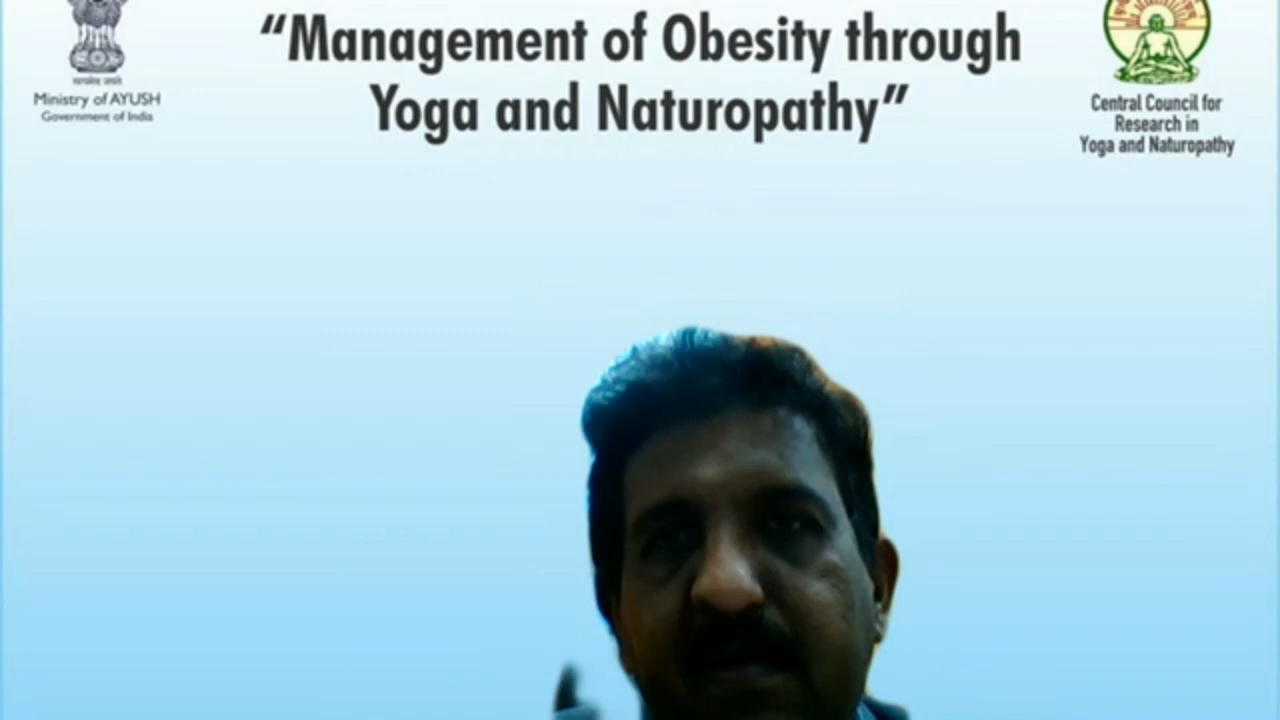 "Management of Obesity through
Yoga and Naturopathy"
Ministry of AYUSH
Government of India
Central Council for
Research in
Yoga and Naturopathy